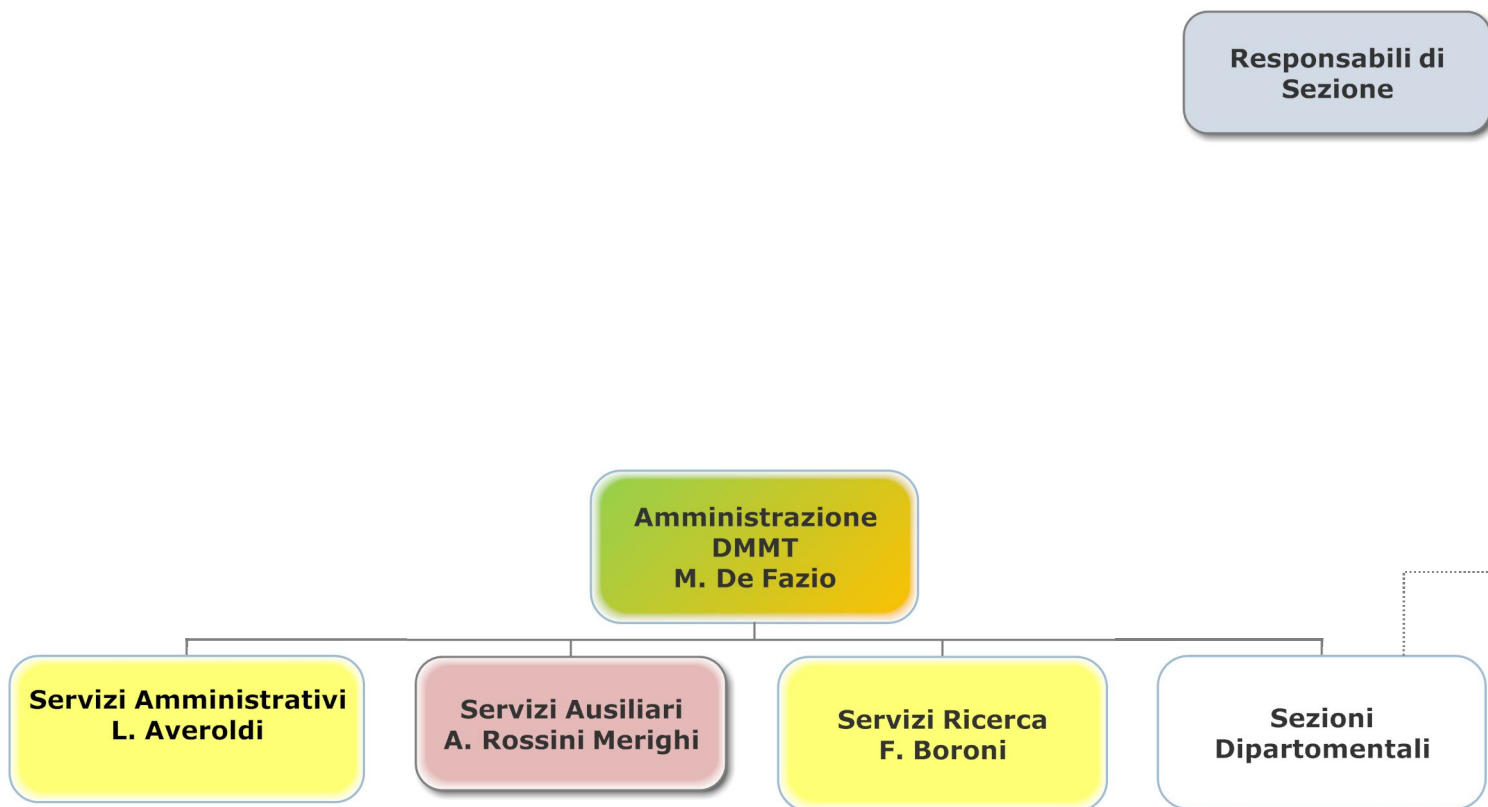 Responsabili di
Sezione
Amministrazione
DMMT
M. De Fazio
Servizi Amministrativi
L. Averoldi
Servizi Ausiliari
A. Rossini Merighi
Servizi Ricerca
F. Boroni
Sezioni
Dipartomentali